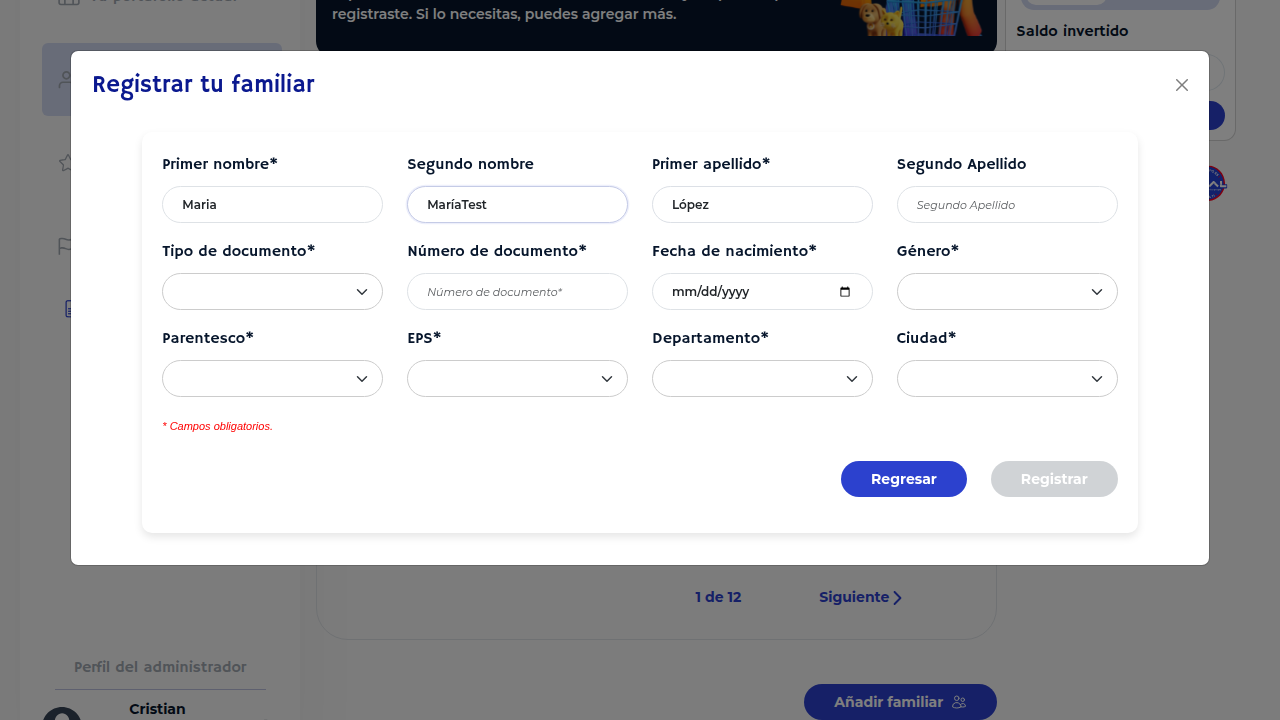 registraste. Si lo necesitas, puedes agregar más.
Saldo invertido
Registrar tu familiar
Primer nombre* Segundo nombre Primer apellido* Segundo Apellido
Maria MaríaTest López Segundo Apellido
Tipo de documento* Número de documento* Fecha de nacimiento* Género*
Número de documento* mm/dd/yyyy
Parentesco* EPS* Departamento* Ciudad*
* Campos obligatorios.
Regresar Registrar
1 de 12 Siguiente
Perfil del administrador
Añadir familiar
Cristian